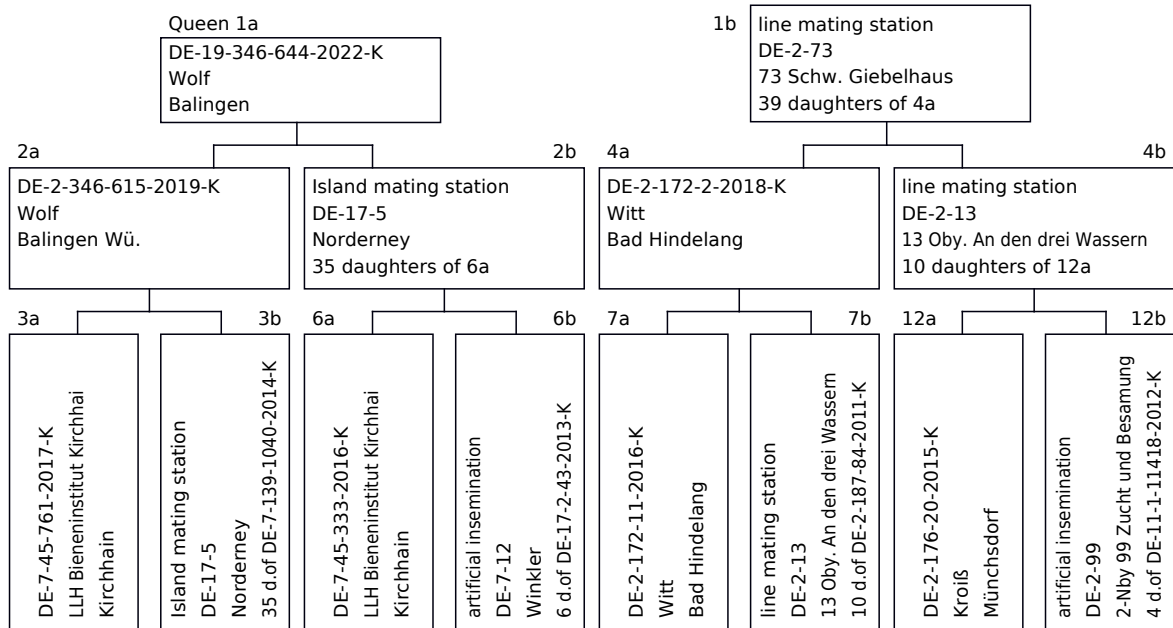 Queen 1a
DE-19-346-644-2022-K
Wolf
Balingen
1b
line mating station
DE-2-73
73 Schw. Giebelhaus
39 daughters of 4a
2a
DE-2-346-615-2019-K
Wolf
Balingen Wü.
2b
Island mating station
DE-17-5
Norderney
35 daughters of 6a
4a
DE-2-172-2-2018-K
Witt
Bad Hindelang
4b
line mating station
DE-2-13
13 Oby. An den drei Wassern
10 daughters of 12a
3a
DE-7-45-761-2017-K
LLH Bieneninstitut Kirchhai
Kirchhain
3b
Island mating station
DE-17-5
Norderney
35 d.of DE-7-139-1040-2014-K
6a
DE-7-45-333-2016-K
LLH Bieneninstitut Kirchhai
Kirchhain
6b
artificial insemination
DE-7-12
Winkler
6 d.of DE-17-2-43-2013-K
7a
DE-2-172-11-2016-K
Witt
Bad Hindelang
7b
line mating station
DE-2-13
13 Oby. An den drei Wassern
10 d.of DE-2-187-84-2011-K
12a
DE-2-176-20-2015-K
Kroiß
Münchsdorf
12b
artificial insemination
DE-2-99
2-Nby 99 Zucht und Besamung
4 d.of DE-11-1-11418-2012-K